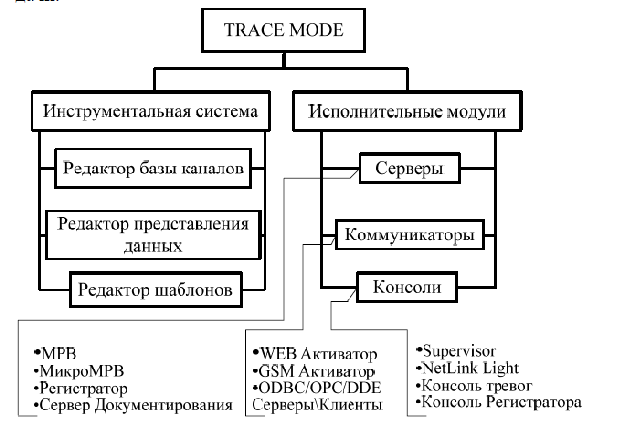 TRACE MODE
Инструментальная система
Исполнительные модули
Редактор базы каналов
Серверы
Редактор представления
данных
Коммуникаторы
Редактор шаблонов
Консоли
•МРВ
•МикроМРВ
•Регистратор
•Сервер Документирования
•WEB Активатор
•GSM Активатор
•ODBC/OPC/DDE
Серверы\Клиенты
•Supervisor
•NetLink Light
•Консоль тревог
•Консоль Регистратора